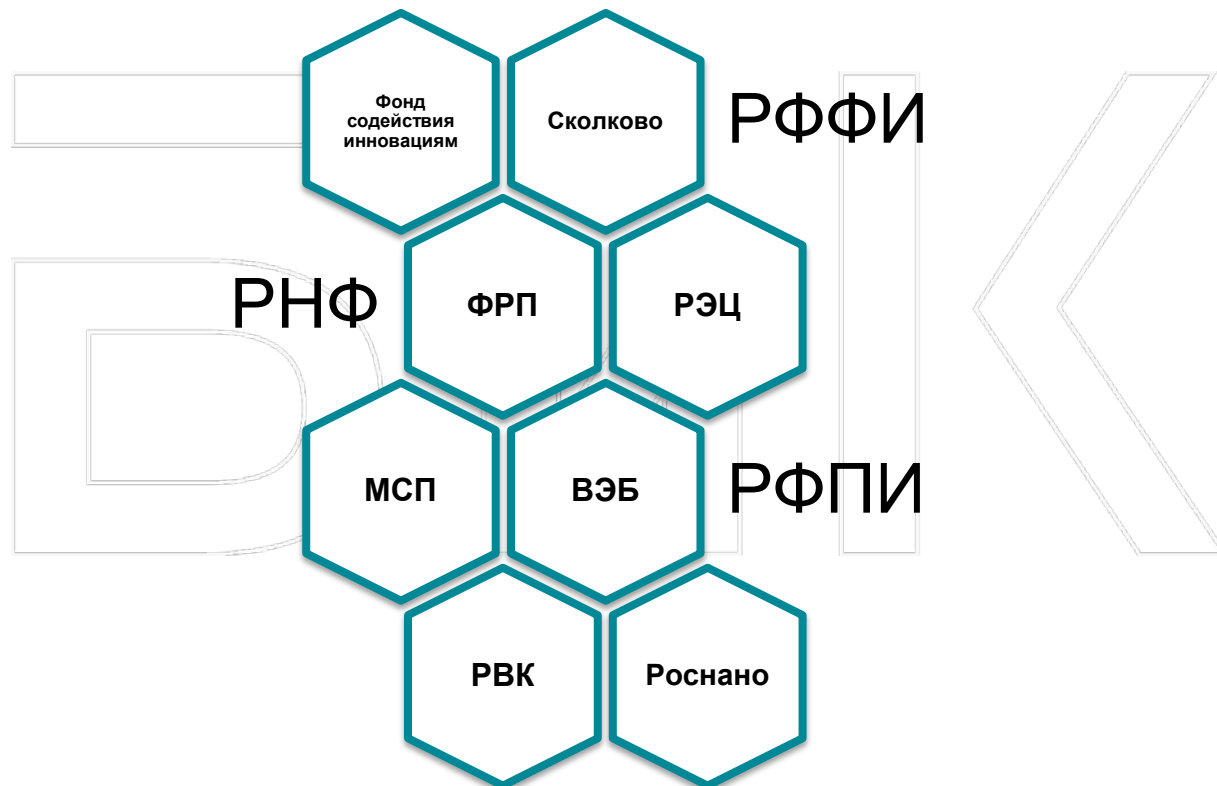 Фонд
содействия
инновациям
Сколково
РФФИ
РНФ
ФРП
РЭЦ
МСП
ВЭБ
РФПИ
РВК
Роснано